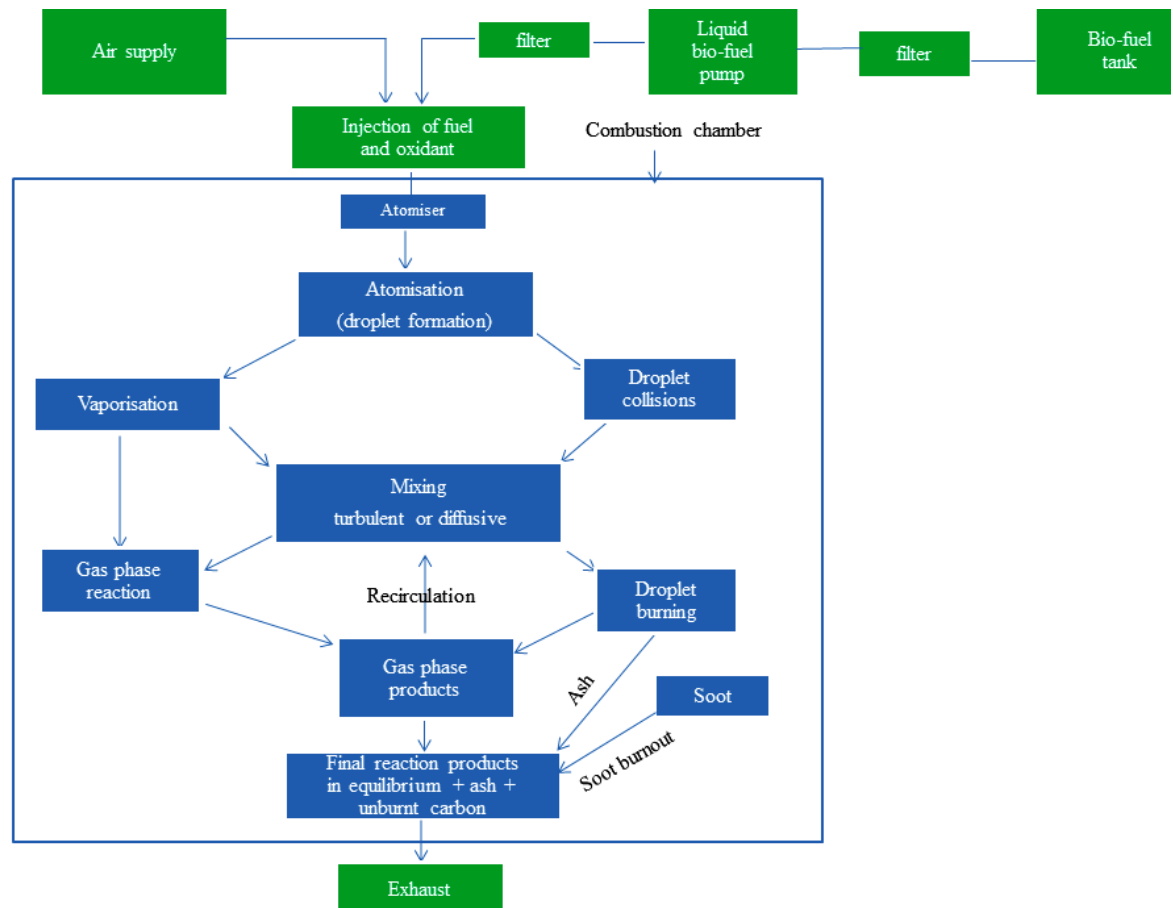 Air supply
filter
Liquid
bio-fuel
pump
filter
Bio-fuel
tank
Injection of fuel
and oxidant
Combustion chamber
Atomiser
Atomisation
(droplet formation)
Vaporisation
Droplet
collisions
Mixing
turbulent or diffusive
Gas phase
reaction
Recirculation
Droplet
burning
Gas phase
products
Ash
Soot
Soot burnout
Final reaction products
in equilibrium + ash +
unburnt carbon
Exhaust